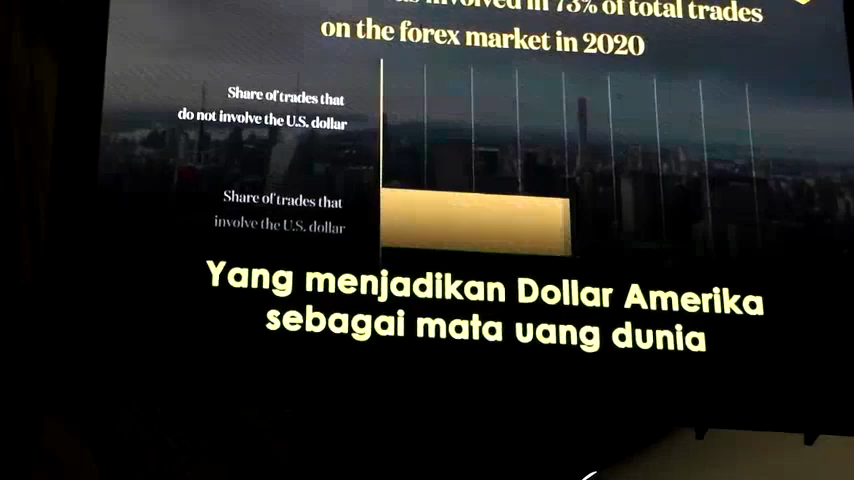 involved in 73% of total trades
on the forex market in 2020
Share of trades that
do not involve the U.S. dollar
Share of trades that
involve the U.S. dollar
Yang menjadikan Dollar Amerika
sebagai mata uang dunia